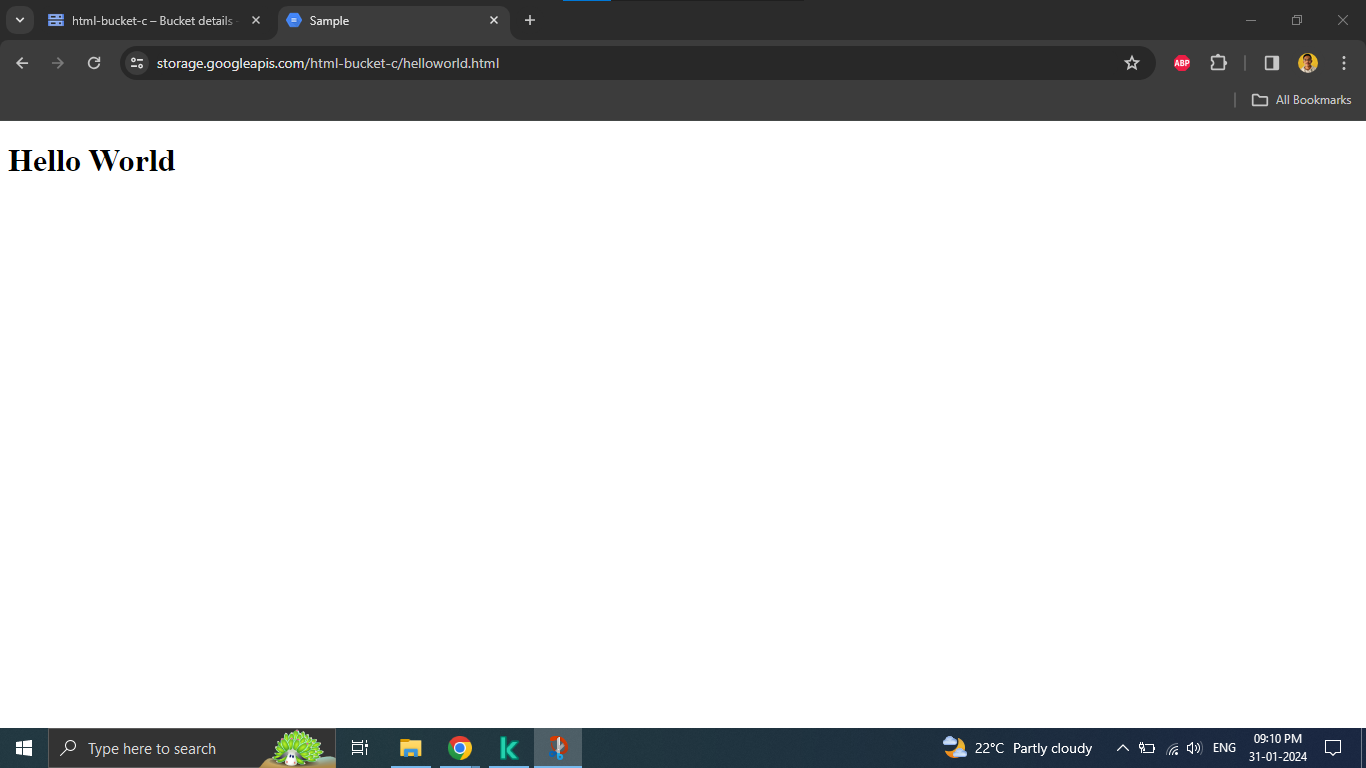 html-bucket-c – Bucket details
Sample
storage.googleapis.com/html-bucket-c/helloworld.html
ABP
All Bookmarks
Hello World
Type here to search
22°C Partly cloudy
ENG
09:10 PM
31-01-2024